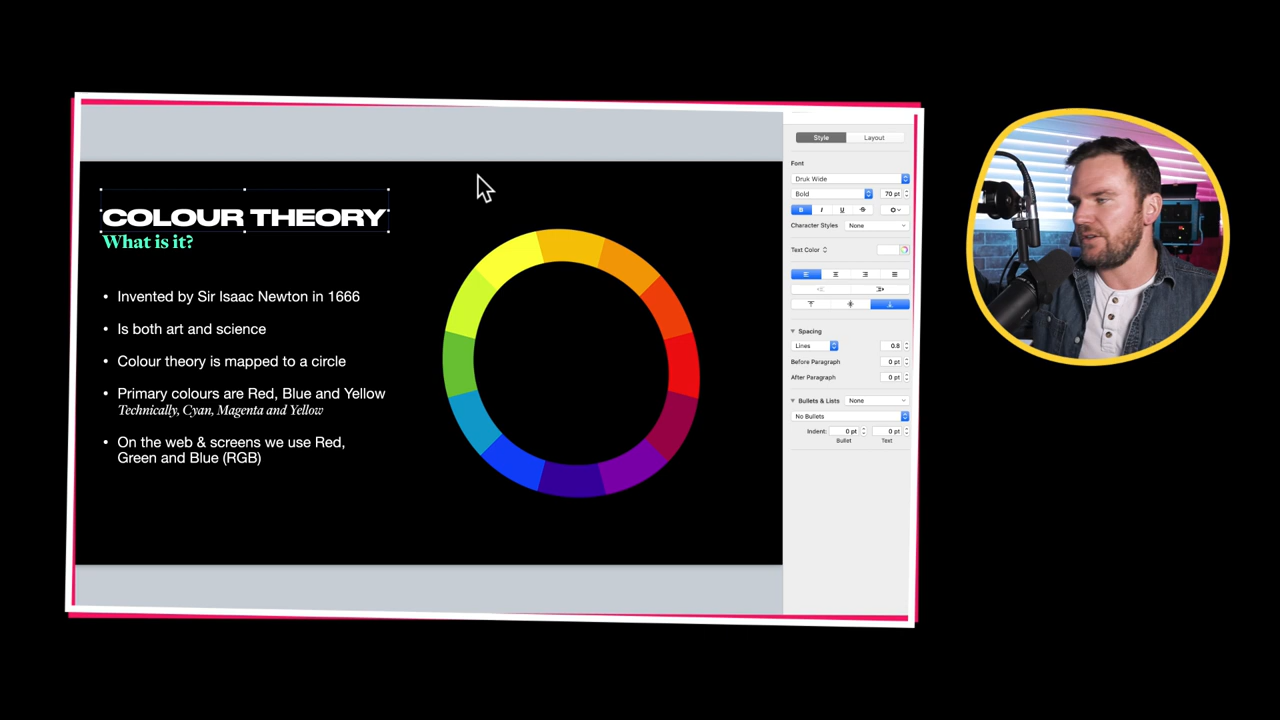 COLOUR THEORY
What is it?
• Invented by Sir Isaac Newton in 1666
• Is both art and science
• Colour theory is mapped to a circle
• Primary colours are Red, Blue and Yellow
Technically, Cyan, Magenta and Yellow
• On the web & screens we use Red,
Green and Blue (RGB)
Style Layout
Font
Druk Wide
Bold 70 pt
B I U S
Character Styles None
Text Color
Spacing
Lines 0.8
Before Paragraph 0 pt
After Paragraph 0 pt
Bullets & Lists None
No Bullets
Indent: 0 pt 0 pt
Bullet Text